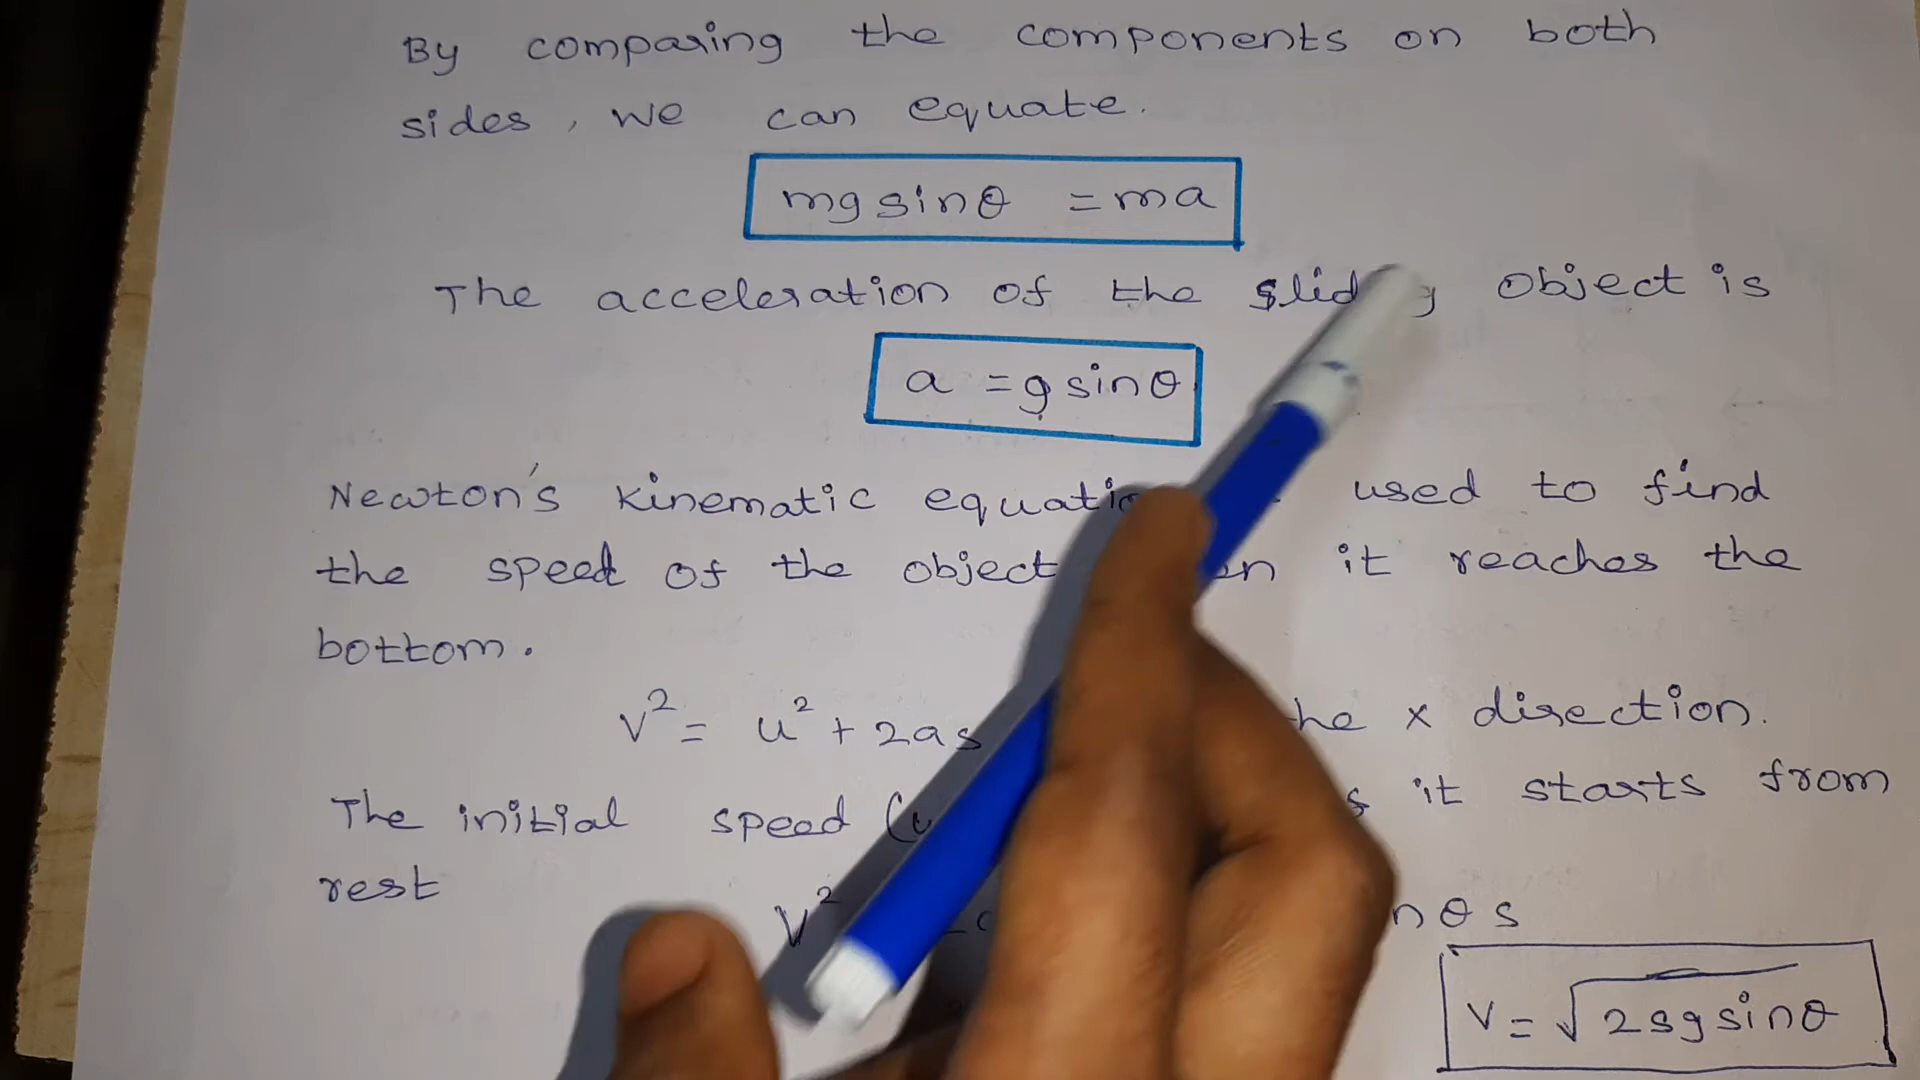 By comparing the components on both
sides, we can equate.
mg sinθ = ma
The acceleration of the object is
a = g sinθ
Newton's kinematic used to find
the speed of the object it reaches the
bottom.
v² = u² + 2as x direction.
The initial speed it starts from
rest
v² θ s
v = √2sg sinθ